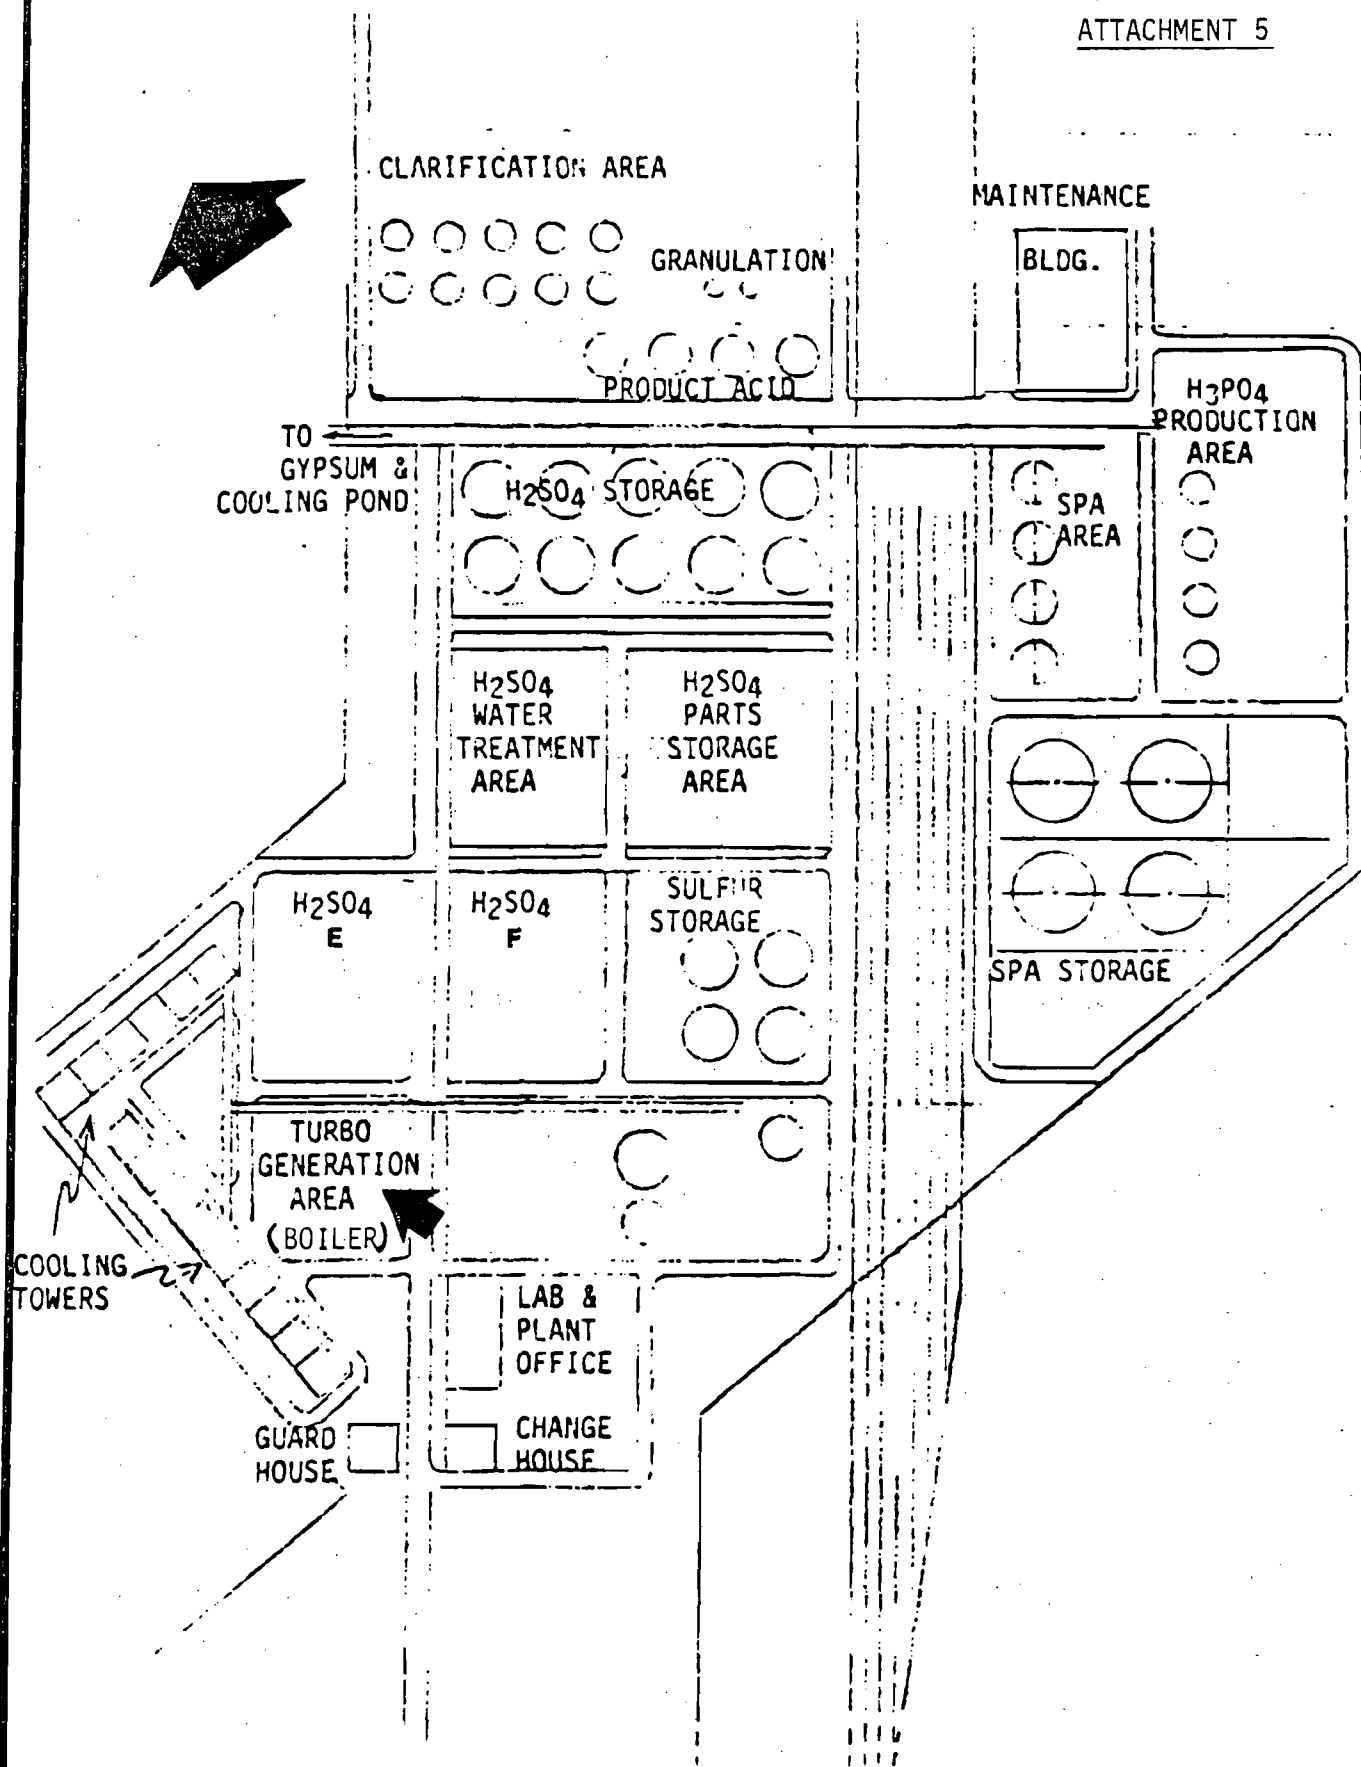 ATTACHMENT 5
CLARIFICATION AREA
MAINTENANCE
BLDG.
GRANULATION
PRODUCT ACID
H3PO4
PRODUCTION
AREA
TO
GYPSUM &
COOLING POND
H2SO4 STORAGE
SPA
AREA
H2SO4
WATER
TREATMENT
AREA
H2SO4
PARTS
STORAGE
AREA
H2SO4
E
H2SO4
F
SULFUR
STORAGE
SPA STORAGE
TURBO
GENERATION
AREA
(BOILER)
COOLING
TOWERS
LAB &
PLANT
OFFICE
GUARD
HOUSE
CHANGE
HOUSE